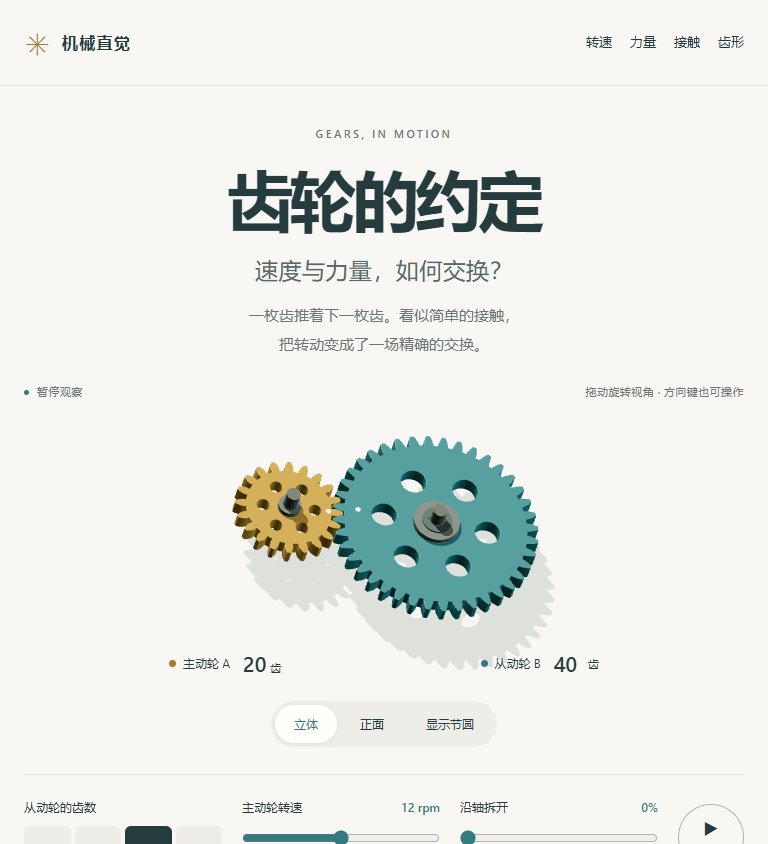 机械直觉
转速 力量 接触 齿形
GEARS, IN MOTION
齿轮的约定
速度与力量，如何交换？
一枚齿推着下一枚齿。看似简单的接触，
把转动变成了一场精确的交换。
暂停观察
拖动旋转视角 · 方向键也可操作
主动轮 A 20 齿
从动轮 B 40 齿
立体 正面 显示节圆
从动轮的齿数
主动轮转速 12 rpm
沿轴拆开 0%